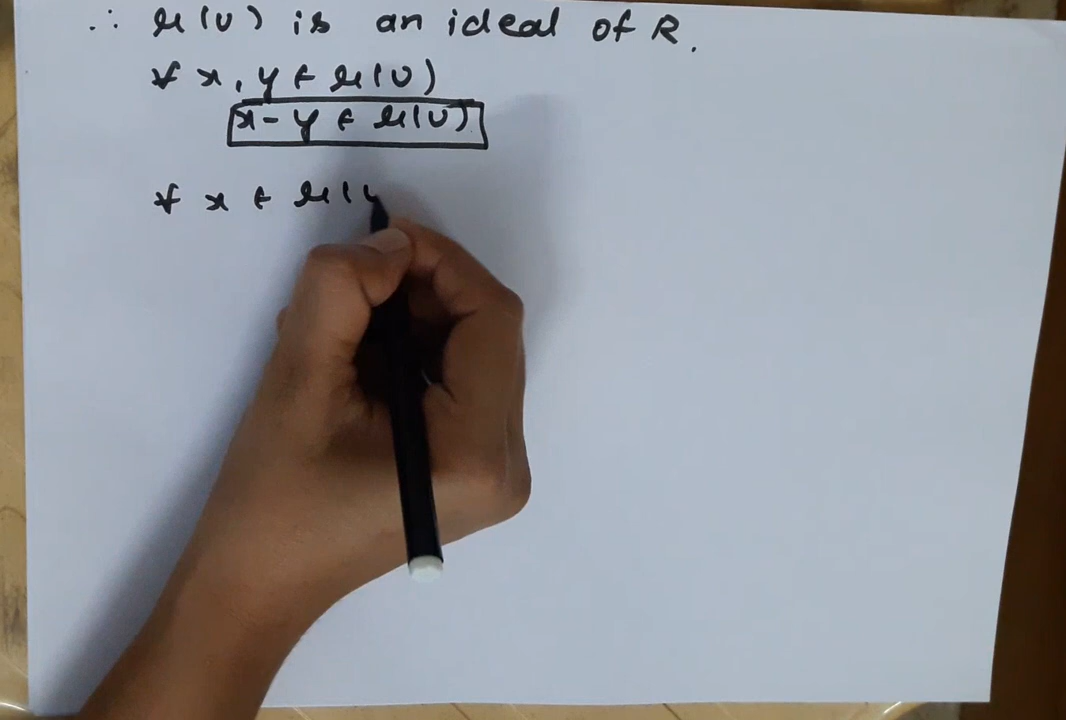 ∴ r(U) is an ideal of R.
∀ x, y ∈ r(U)
x - y ∈ r(U)
∀ x ∈ r(U